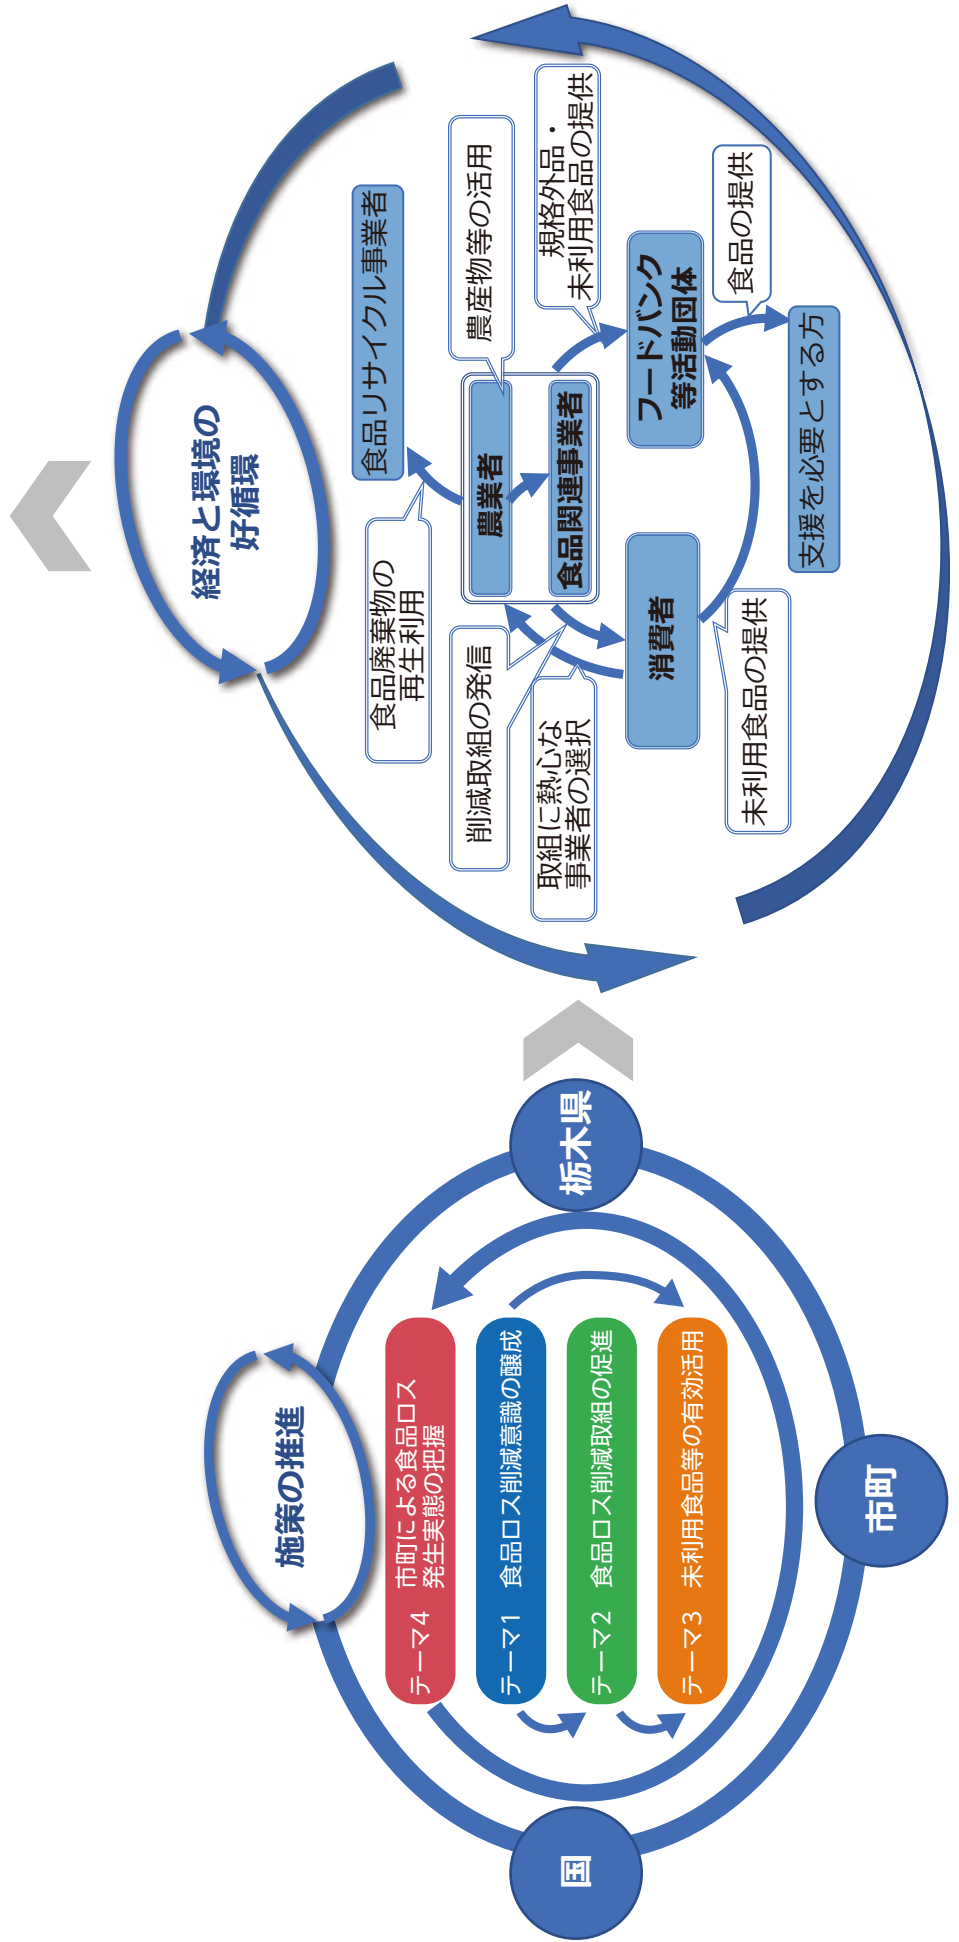 施策の推進
テーマ4　市町による食品ロス
発生実態の把握
テーマ1　食品ロス削減意識の醸成
テーマ2　食品ロス削減取組の促進
テーマ3　未利用食品等の有効活用
国
栃木県
市町
経済と環境の
好循環
食品リサイクル事業者
食品廃棄物の
再生利用
農産物等の活用
削減取組の発信
農業者
食品関連事業者
規格外品・
未利用食品の提供
取組に熱心な
事業者の選択
消費者
フードバンク
等活動団体
食品の提供
未利用食品の提供
支援を必要とする方